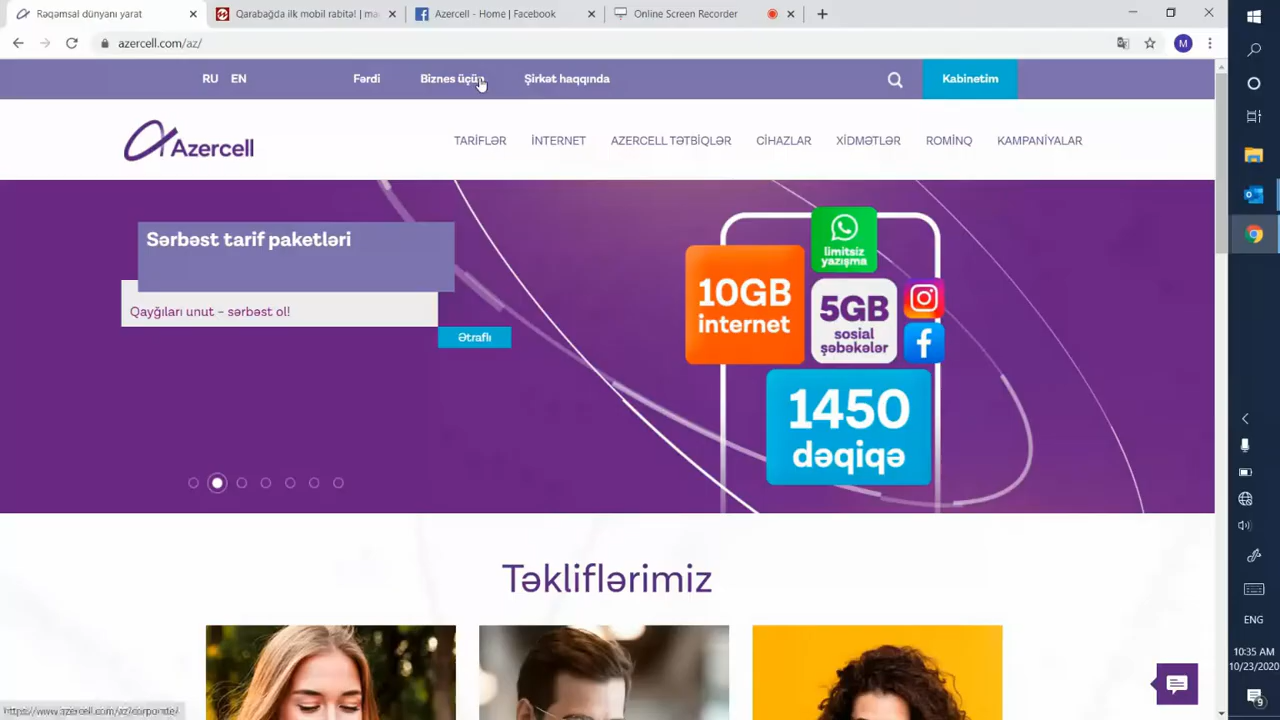 Rəqəmsal dünyanı yarat
Qarabağda ilk mobil rabitə! | ma
Azercell - Home | Facebook
Online Screen Recorder
azercell.com/az/
M
RU EN Fərdi Biznes üçün Şirkət haqqında Kabinetim
Azercell
TARİFLƏR İNTERNET AZERCELL TƏTBİQLƏR CİHAZLAR XİDMƏTLƏR ROMİNQ KAMPANİYALAR
Sərbəst tarif paketləri
Qayğıları unut – sərbəst ol!
Ətraflı
limitsiz
yazışma
10GB
internet
5GB
sosial
şəbəkələr
1450
dəqiqə
Təkliflərimiz
https://www.azercell.com/az/corporate/
ENG
10:35 AM
10/23/2020
9